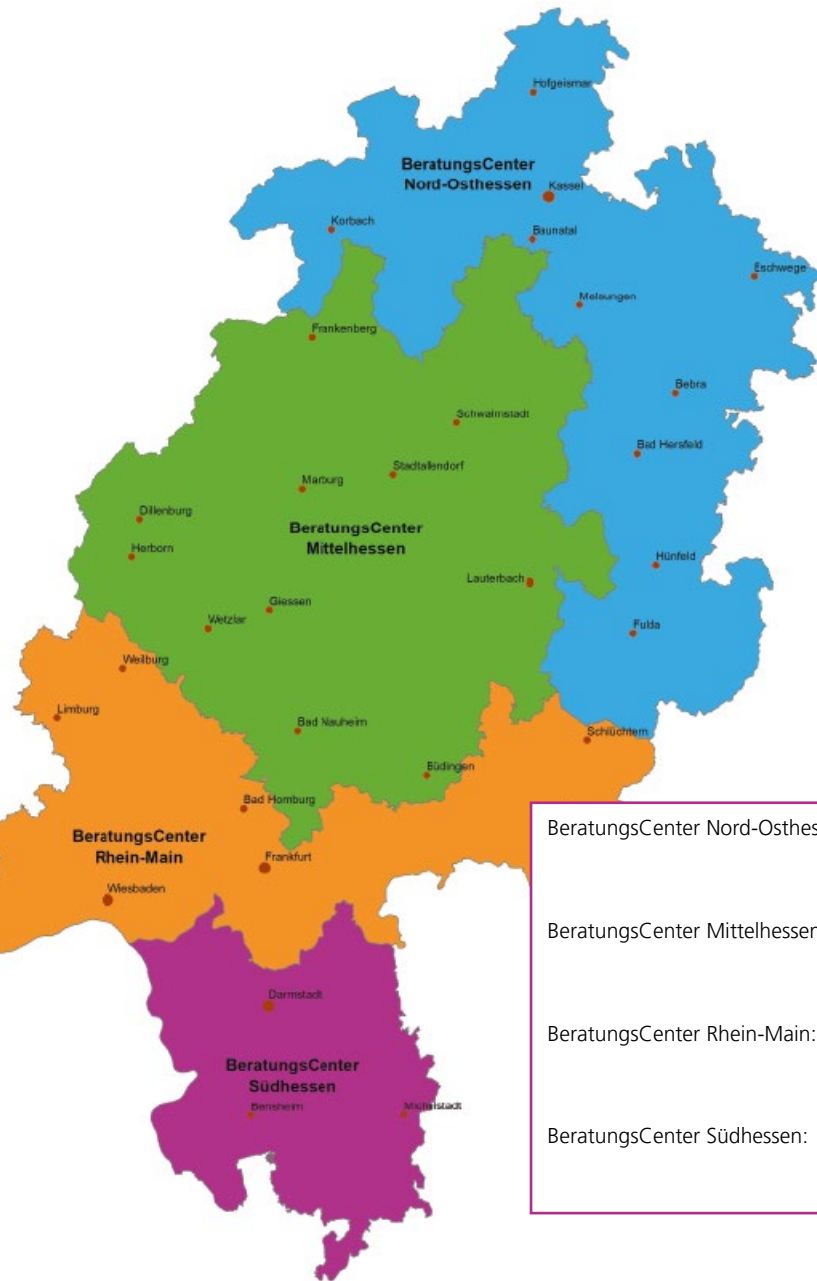 Hofgeismar
BeratungsCenter
Nord-Osthessen
Kassel
Korbach
Baunatal
Eschwege
Melsungen
Frankenberg
Bebra
Schwalmstadt
Bad Hersfeld
Stadtallendorf
Marburg
Dillenburg
BeratungsCenter
Mittelhessen
Herborn
Hünfeld
Lauterbach
Giessen
Wetzlar
Fulda
Weilburg
Limburg
Bad Nauheim
Schlüchtern
Büdingen
Bad Homburg
BeratungsCenter
Rhein-Main
Frankfurt
Wiesbaden
Darmstadt
BeratungsCenter
Südhessen
Bensheim
Michelstadt
BeratungsCenter Nord-Osthes
BeratungsCenter Mittelhessen
BeratungsCenter Rhein-Main:
BeratungsCenter Südhessen: